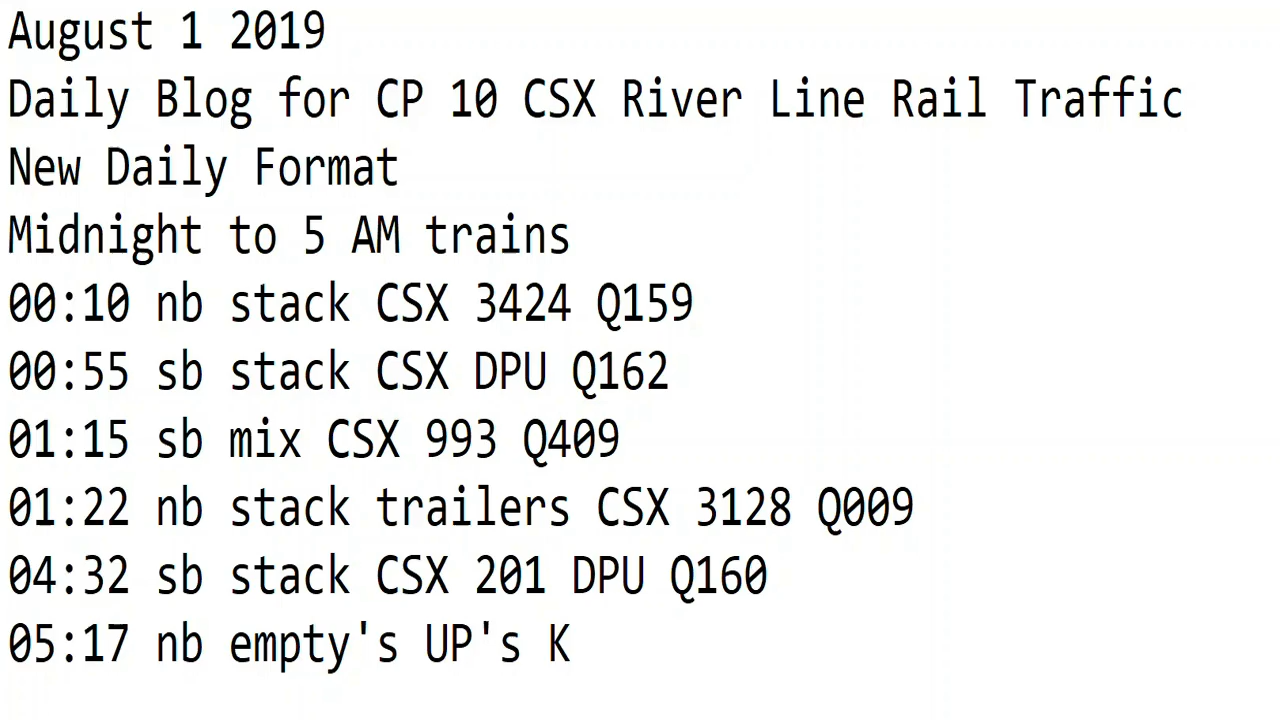 August 1 2019
Daily Blog for CP 10 CSX River Line Rail Traffic
New Daily Format
Midnight to 5 AM trains
00:10 nb stack CSX 3424 Q159
00:55 sb stack CSX DPU Q162
01:15 sb mix CSX 993 Q409
01:22 nb stack trailers CSX 3128 Q009
04:32 sb stack CSX 201 DPU Q160
05:17 nb empty's UP's K